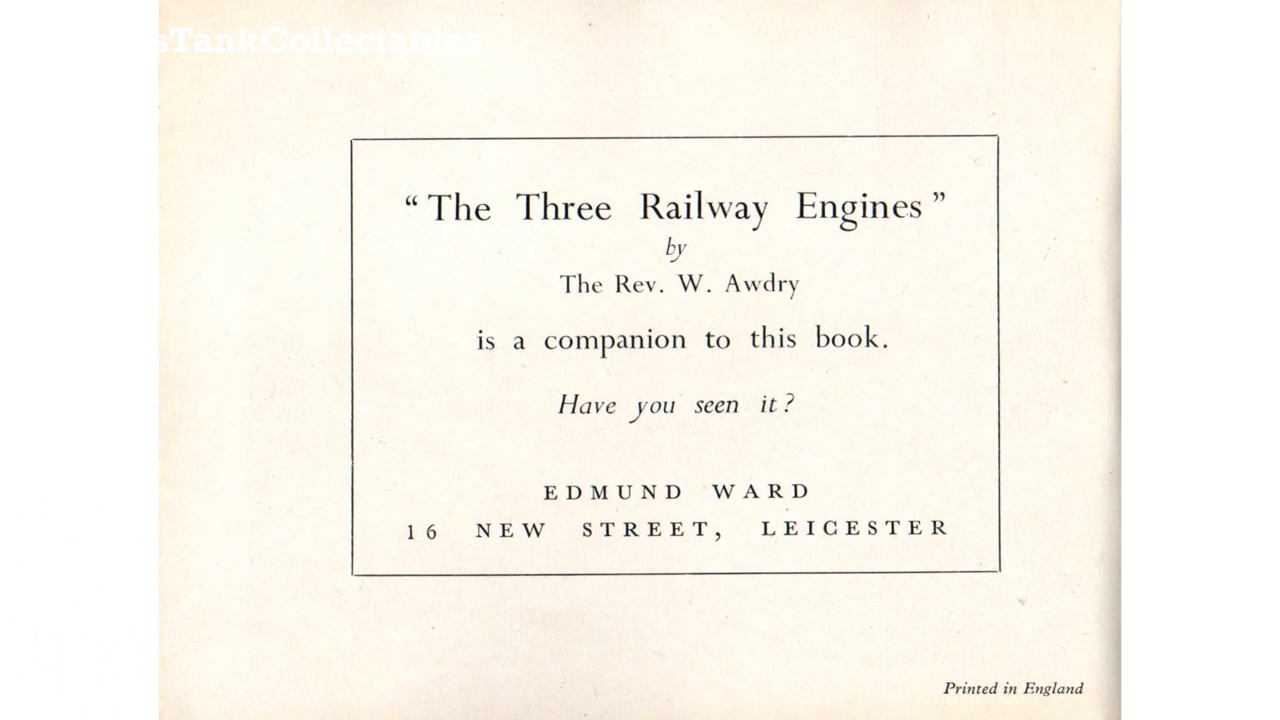 sTankCollectables
“The Three Railway Engines”
by
The Rev. W. Awdry
is a companion to this book.
Have you seen it?
EDMUND WARD
16 NEW STREET, LEICESTER
Printed in England